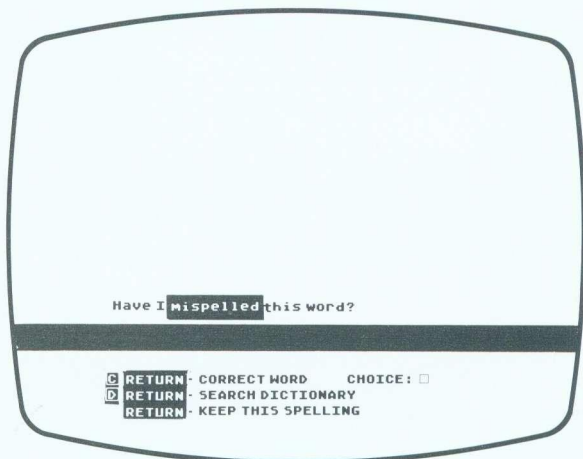 Have I mispelled this word?
C RETURN - CORRECT WORD CHOICE:
D RETURN - SEARCH DICTIONARY
RETURN - KEEP THIS SPELLING